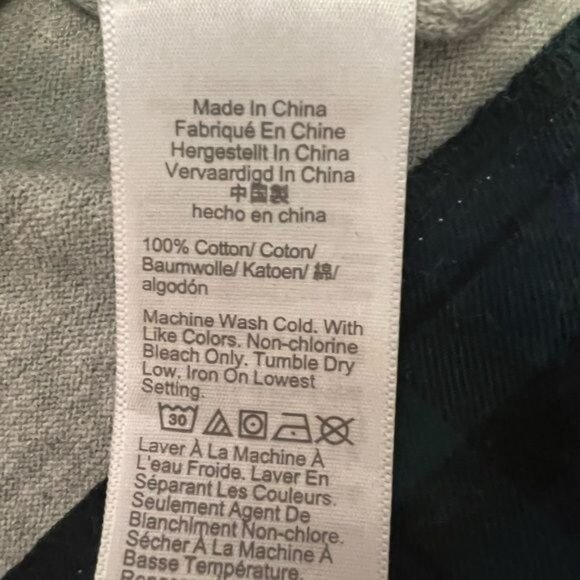 Made In China
Fabriqué En Chine
Hergestellt In China
Vervaardigd In China
中国製
hecho en china
100% Cotton/ Coton/
Baumwolle/ Katoen/ 綿/
algodón
Machine Wash Cold. With
Like Colors. Non-chlorine
Bleach Only. Tumble Dry
Low. Iron On Lowest
Setting.
30
Laver À La Machine À
L'eau Froide. Laver En
Séparant Les Couleurs.
Seulement Agent De
Blanchiment Non-chlore.
Sécher À La Machine À
Basse Température.